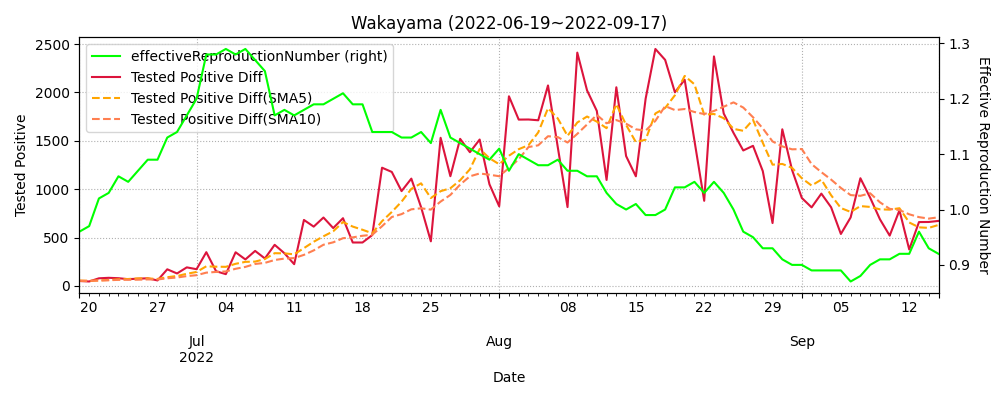 Wakayama (2022-06-19~2022-09-17)
effectiveReproductionNumber (right)
Tested Positive Diff
Tested Positive Diff(SMA5)
Tested Positive Diff(SMA10)
Tested Positive
2500
2000
1500
1000
500
0
1.3
1.2
1.1
1.0
0.9
Effective Reproduction Number
20 27 04 11 18 25 08 15 22 29 05 12
Jul Aug Sep
2022
Date